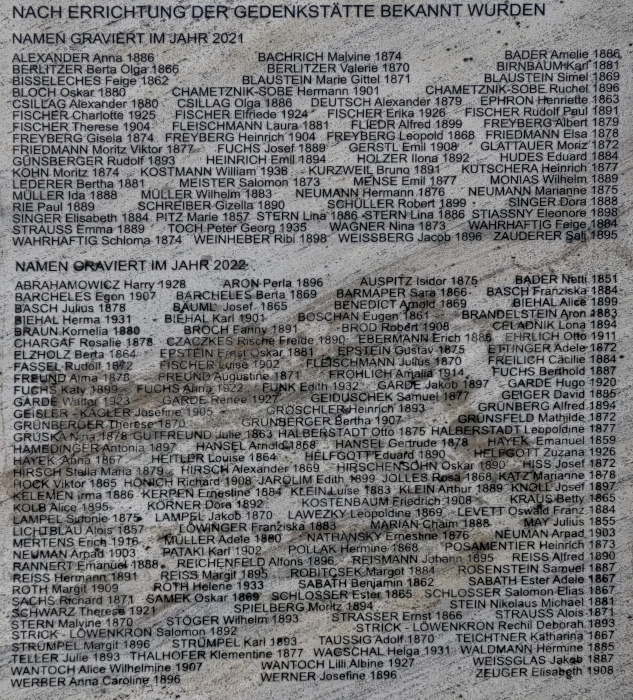 NACH ERRICHTUNG DER GEDENKSTÄTTE BEKANNT WURDEN
NAMEN GRAVIERT IM JAHR 2021
ALEXANDER Anna 1886 BACHRICH Malvine 1874 BADER Amelie 1886
BERLITZER Berta Olga 1866 BERLITZER Valerie 1870 BIRNBAUM Karl 1881
BISSELECHES Feige 1862 BLAUSTEIN Marie Gittel 1871 BLAUSTEIN Simel 1869
BLOCH Oskar 1880 CHAMETZNIK-SOBE Hermann 1901 CHAMETZNIK-SOBE Ruchel 1896
CSILLAG Alexander 1880 CSILLAG Olga 1886 DEUTSCH Alexander 1879 EPHRON Henriette 1863
FISCHER Charlotte 1925 FISCHER Elfriede 1924 FISCHER Erika 1926 FISCHER Rudolf Paul 1891
FISCHER Therese 1904 FLEISCHMANN Julius 1881 FLIEDR Alfred 1899 FREYBERG Albert 1879
FREYBERG Gisela 1874 FREYBERG Heinrich 1904 FREYBERG Leopold 1868 FRIEDMANN Elsa 1878
FRIEDMANN Moritz Viktor 1877 FUCHS Josef 1889 GERSTL Emil 1908 GLATTAUER Moriz 1872
GÜNSBERGER Rudolf 1893 HEINRICH Emil 1894 HOLZER Ilona 1892 HUDES Eduard 1884
KOHN Moritz 1874 KOSTMANN William 1938 KURZWEIL Bruno 1891 KUTSCHERA Heinrich 1877
LEDERER Bertha 1881 MEISTER Salomon 1873 MENSE Emil 1877 MONIAS Wilhelm 1898
MÜLLER Ida 1888 MÜLLER Wilhelm 1883 NEUMANN Hermann 1876 NEUMANN Marianne 1875
RIE Paul 1889 SCHREIBER Gizella 1890 SCHÜLLER Robert 1899 SINGER Dora 1888
SINGER Elisabeth 1884 PITZ Marie 1857 STERN Lina 1886 STERN Lina 1886 STIASSNY Eleonore 1898
STRAUSS Emma 1889 TOCH Peter Georg 1935 WAGNER Nina 1873 WAHRHAFTIG Feige 1884
WAHRHAFTIG Schloma 1874 WEINHEBER Ribi 1898 WEISSBERG Jacob 1896 ZAUDERER Sali 1895
NAMEN GRAVIERT IM JAHR 2022
ABRAHAMOWICZ Harry 1928 ARON Perla 1896 AUSPITZ Isidor 1875 BADER Netti 1851
BARCHELES Egon 1907 BARCHELES Berta 1869 BARMAPER Sara 1866 BASCH Franziska 1884
BASCH Julius 1878 BÄUML Josef 1865 BENEDICT Arnold 1869 BIEHAL Alice 1899
BIEHAL Herma 1931 BIEHAL Karl 1901 BOSCHAN Eugen 1861 BRANDELSTEIN Aron 1883
BRAUN Kornelia 1880 BROCH Fanny 1891 BROD Robert 1908 CELADNIK Lona 1894
CHARGAF Rosalie 1878 CZACZKES Rische Freide 1890 EBERMANN Erich 1886 EHRLICH Otto 1911
ELZHOLZ Berta 1864 EPSTEIN Ernst Oskar 1881 EPSTEIN Gustav 1875 ETTINGER Adele 1872
FASSEL Rudolf 1872 FISCHER Luise 1902 FLEISCHMANN Julius 1870 FREILICH Cäcilie 1884
FREUND Alma 1878 FREUND Augustine 1871 FRÖHLICH Amalia 1914 FUCHS Berthold 1887
FUCHS Katy 1899 FUCHS Alma 1922 FUNK Edith 1932 GARDE Jakob 1897 GARDE Hugo 1920
GARDE Viktor 1923 GARDE Renée 1927 GEIDUSCHEK Samuel 1877 GEIGER David 1885
GEISLER - KAGLER Josefine 1905 GRÖSCHLER Heinrich 1893 GRÜNBERG Alfred 1894
GRÜNBERGER Therese 1870 GRÜNBERGER Bertha 1907 GRÜNSFELD Mathilde 1872
GRUSKA Nina 1878 GUTFREUND Julie 1863 HALBERSTADT Otto 1875 HALBERSTADT Leopoldine 1877
HAMEDINGER Antonia 1897 HANSEL Arnold 1868 HANSEL Gertrude 1878 HAYEK Emanuel 1859
HAYEK Anna 1867 HEITLER Louise 1864 HELFGOTT Eduard 1890 HELFGOTT Zuzana 1926
HIRSCH Stella Maria 1879 HIRSCH Alexander 1869 HIRSCHENSOHN Oskar 1890 HISS Josef 1872
HOCK Viktor 1865 HÖNICH Richard 1908 JAROLIM Edith 1899 JOLLES Rosa 1868 KATZ Marianne 1878
KELEMEN Irma 1886 KERPEN Ernestine 1884 KLEIN Luise 1883 KLEIN Arthur 1889 KNOLL Josef 1897
KOLB Alice 1895 KÖRNER Dora 1892 KOSTENBAUM Friedrich 1908 KRAUS Betty 1865
LAMPEL Sidonie 1875 LAMPEL Jakob 1870 LAWETZKY Leopoldine 1869 LEVETT Oswald Franz 1884
LICHTBLAU Alois 1857 LÖWINGER Franziska 1883 MARIAN Chaim 1888 MAY Julius 1855
MERTENS Erich 1916 MÜLLER Adele 1880 NATHANSKY Ernestine 1876 NEUMAN Arpad 1903
NEUMAN Arpad 1903 PATAKI Karl 1902 POLLAK Hermine 1868 POSAMENTIER Heinrich 1873
RANNERT Emanuel 1888 REICHENFELD Alfons 1896 REISMANN Johann 1895 REISS Alfred 1890
REISS Hermann 1891 REISS Margit 1895 ROBITSEK Margot 1884 ROSENSTEIN Samuel 1887
ROTH Margit 1909 ROTH Helene 1933 SABATH Benjamin 1862 SABATH Ester Adele 1867
SACHS Richard 1871 SAMEK Oskar 1869 SCHLOSSER Ester 1865 SCHLOSSER Salomon Elias 1867
SCHWARZ Therese 1921 SPIELBERG Moritz 1894 STEIN Nikolaus Michael 1881
STERN Malvine 1870 STÖGER Wilhelm 1893 STRASSER Ernst 1866 STRAUSS Alois 1871
STRICK - LÖWENKRON Salomon 1892 STRICK - LÖWENKRON Rechil Deborah 1893
STRÜMPEL Margit 1896 STRÜMPEL Karl 1893 TAUSSIG Adolf 1870 TEICHTNER Katharina 1867
TELLER Julie 1893 THALHOFER Klementine 1877 WAGSCHAL Helga 1931 WALDMANN Hermine 1885
WANTOCH Alice Wilhelmine 1907 WANTOCH Lilli Albine 1927 WEISSGLAS Jakob 1887
WERBER Anna Caroline 1896 WERNER Josefine 1896 ZEUGER Elisabeth 1908